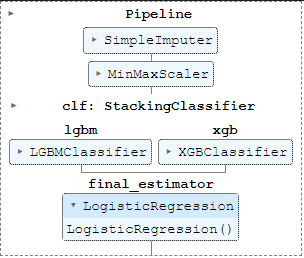 Pipeline
SimpleImputer
MinMaxScaler
clf: StackingClassifier
lgbm xgb
LGBMClassifier XGBClassifier
final_estimator
LogisticRegression
LogisticRegression()